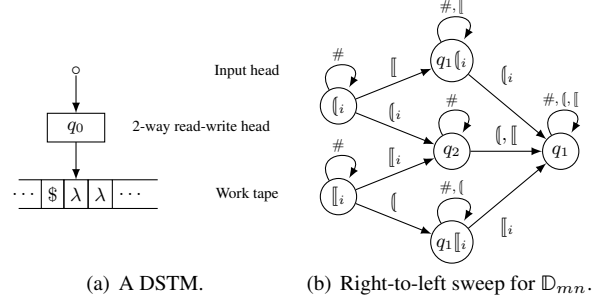 Input head
q₀
2-way read-write head
··· $ λ λ ···
Work tape
(a) A DSTM.
#, ⟦
q₁⦇ᵢ
#
⟦
⦇ᵢ
⦇ᵢ
⦇ᵢ
#
q₂
⦇, ⟦
#, ⦇, ⟦
q₁
#
⟦ᵢ
⟦ᵢ
⦇
#, ⦇
q₁⟦ᵢ
⟦ᵢ
(b) Right-to-left sweep for 𝔻ₘₙ.